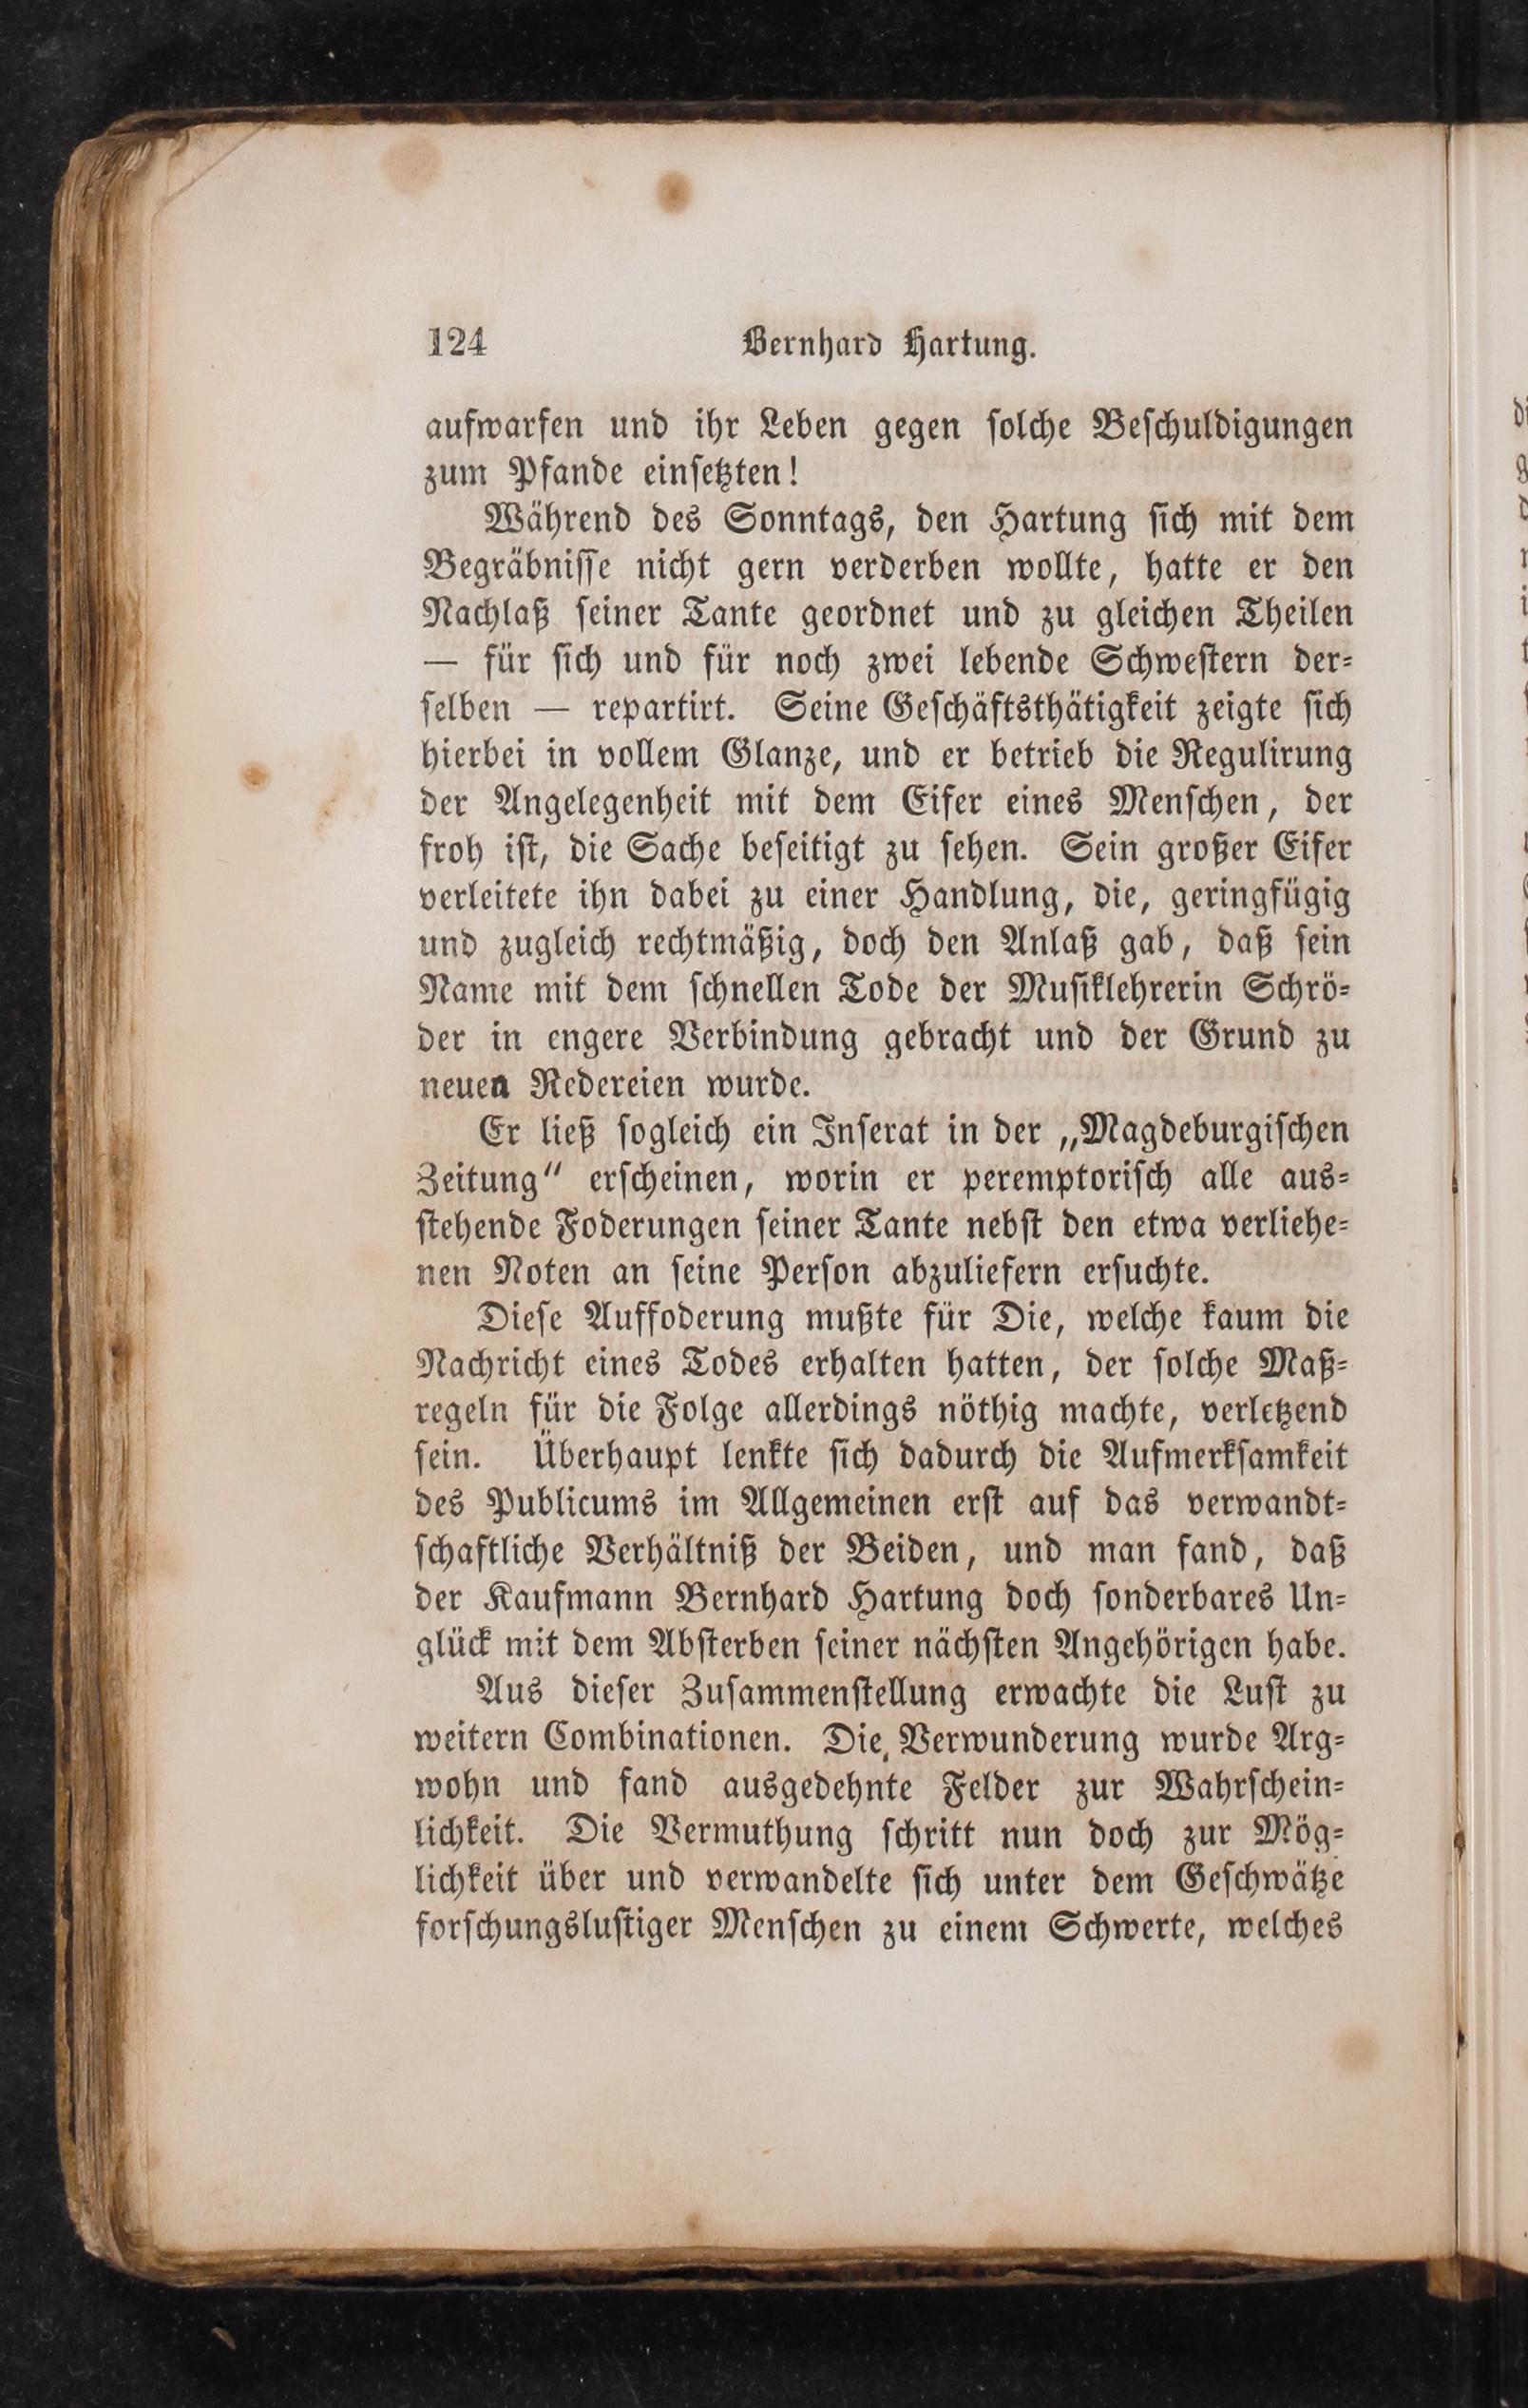 124 Bernhard Hartung.
aufwarfen und ihr Leben gegen ſolche Beſchuldigungen
zum Pfande einſetzten!
Während des Sonntags, den Hartung ſich mit dem
Begräbniſſe nicht gern verderben wollte, hatte er den
Nachlaß ſeiner Tante geordnet und zu gleichen Theilen
— für ſich und für noch zwei lebende Schweſtern der⸗
ſelben — repartirt. Seine Geſchäftsthätigkeit zeigte ſich
hierbei in vollem Glanze, und er betrieb die Regulirung
der Angelegenheit mit dem Eifer eines Menſchen, der
froh iſt, die Sache beſeitigt zu ſehen. Sein großer Eifer
verleitete ihn dabei zu einer Handlung, die, geringfügig
und zugleich rechtmäßig, doch den Anlaß gab, daß ſein
Name mit dem ſchnellen Tode der Muſiklehrerin Schrö⸗
der in engere Verbindung gebracht und der Grund zu
neuen Redereien wurde.
Er ließ ſogleich ein Inſerat in der „Magdeburgiſchen
Zeitung“ erſcheinen, worin er peremptoriſch alle aus⸗
ſtehende Foderungen ſeiner Tante nebſt den etwa verliehe⸗
nen Noten an ſeine Perſon abzuliefern erſuchte.
Dieſe Auffoderung mußte für Die, welche kaum die
Nachricht eines Todes erhalten hatten, der ſolche Maß⸗
regeln für die Folge allerdings nöthig machte, verletzend
ſein. Überhaupt lenkte ſich dadurch die Aufmerkſamkeit
des Publicums im Allgemeinen erſt auf das verwandt⸗
ſchaftliche Verhältniß der Beiden, und man fand, daß
der Kaufmann Bernhard Hartung doch ſonderbares Un⸗
glück mit dem Abſterben ſeiner nächſten Angehörigen habe.
Aus dieſer Zuſammenſtellung erwachte die Luſt zu
weitern Combinationen. Die Verwunderung wurde Arg⸗
wohn und fand ausgedehnte Felder zur Wahrſchein⸗
lichkeit. Die Vermuthung ſchritt nun doch zur Mög⸗
lichkeit über und verwandelte ſich unter dem Geſchwätze
forſchungsluſtiger Menſchen zu einem Schwerte, welches